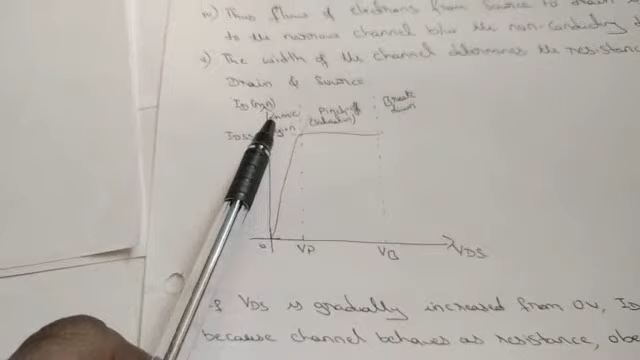 iv) Thus flow of electrons from Source to drain
to the narrow channel b/w the non-conducting
v) The width of the channel determines the resistance
Drain & Source
ID (mA)
Pinch off
(saturation)
Break
down
IDSS
0
VP
VB
VDS
If VDS is gradually increased from 0V, ID
because channel behaves as resistance,